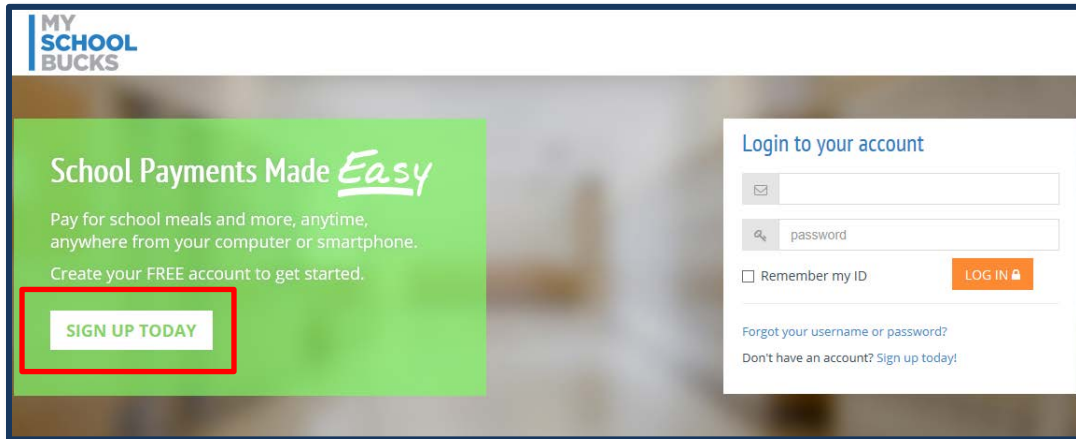 MY
SCHOOL
BUCKS
School Payments Made Easy
Pay for school meals and more, anytime,
anywhere from your computer or smartphone.
Create your FREE account to get started.
SIGN UP TODAY
Login to your account
password
Remember my ID
LOG IN
Forgot your username or password?
Don't have an account? Sign up today!